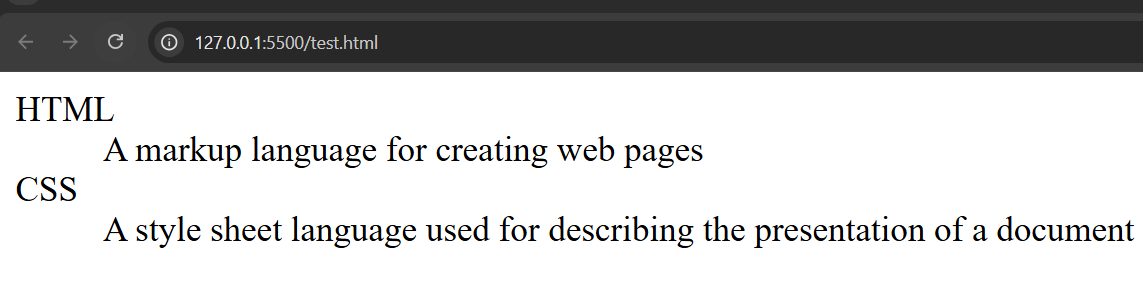 127.0.0.1:5500/test.html
HTML
A markup language for creating web pages
CSS
A style sheet language used for describing the presentation of a document